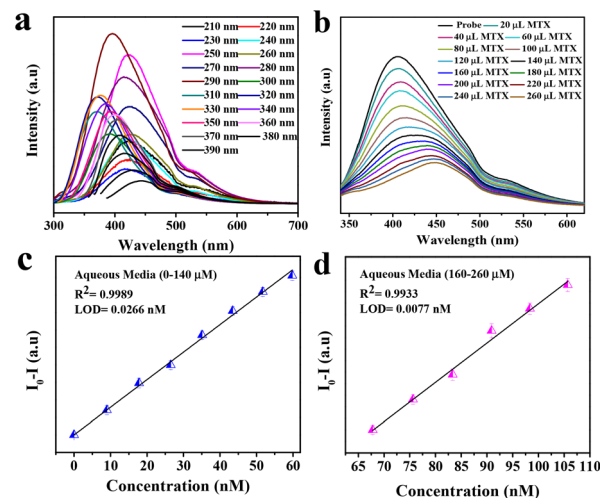 a
210 nm 220 nm
230 nm 240 nm
250 nm 260 nm
270 nm 280 nm
290 nm 300 nm
310 nm 320 nm
330 nm 340 nm
350 nm 360 nm
370 nm 380 nm
390 nm
Intensity (a.u)
300 400 500 600 700
Wavelength (nm)
b
Probe 20 µL MTX
40 µL MTX 60 µL MTX
80 µL MTX 100 µL MTX
120 µL MTX 140 µL MTX
160 µL MTX 180 µL MTX
200 µL MTX 220 µL MTX
240 µL MTX 260 µL MTX
Intensity (a.u)
350 400 450 500 550 600
Wavelength (nm)
c
Aqueous Media (0-140 µM)
R²= 0.9989
LOD= 0.0266 nM
I₀-I (a.u)
0 10 20 30 40 50 60
Concentration (nM)
d
Aqueous Media (160-260 µM)
R²= 0.9933
LOD= 0.0077 nM
I₀-I (a.u)
65 70 75 80 85 90 95 100 105 110
Concentration (nM)